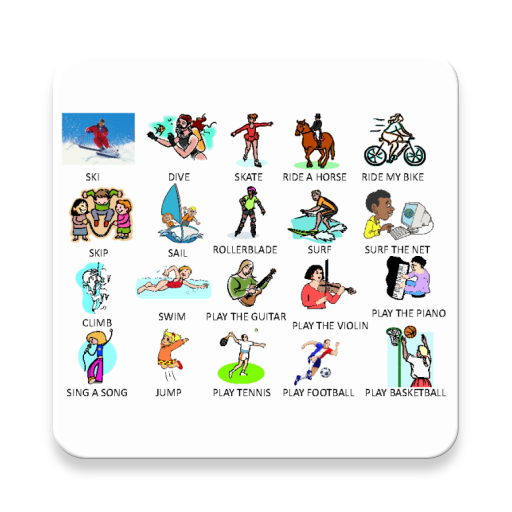 SKI
DIVE
SKATE
RIDE A HORSE
RIDE MY BIKE
SKIP
SAIL
ROLLERBLADE
SURF
SURF THE NET
CLIMB
SWIM
PLAY THE GUITAR
PLAY THE VIOLIN
PLAY THE PIANO
SING A SONG
JUMP
PLAY TENNIS
PLAY FOOTBALL
PLAY BASKETBALL